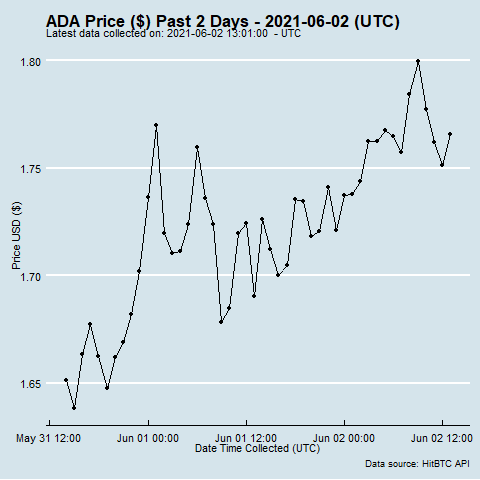 ADA Price ($) Past 2 Days - 2021-06-02 (UTC)
Latest data collected on: 2021-06-02 13:01:00 - UTC
1.80
1.75
1.70
1.65
Price USD ($)
May 31 12:00 Jun 01 00:00 Jun 01 12:00 Jun 02 00:00 Jun 02 12:00
Date Time Collected (UTC)
Data source: HitBTC API